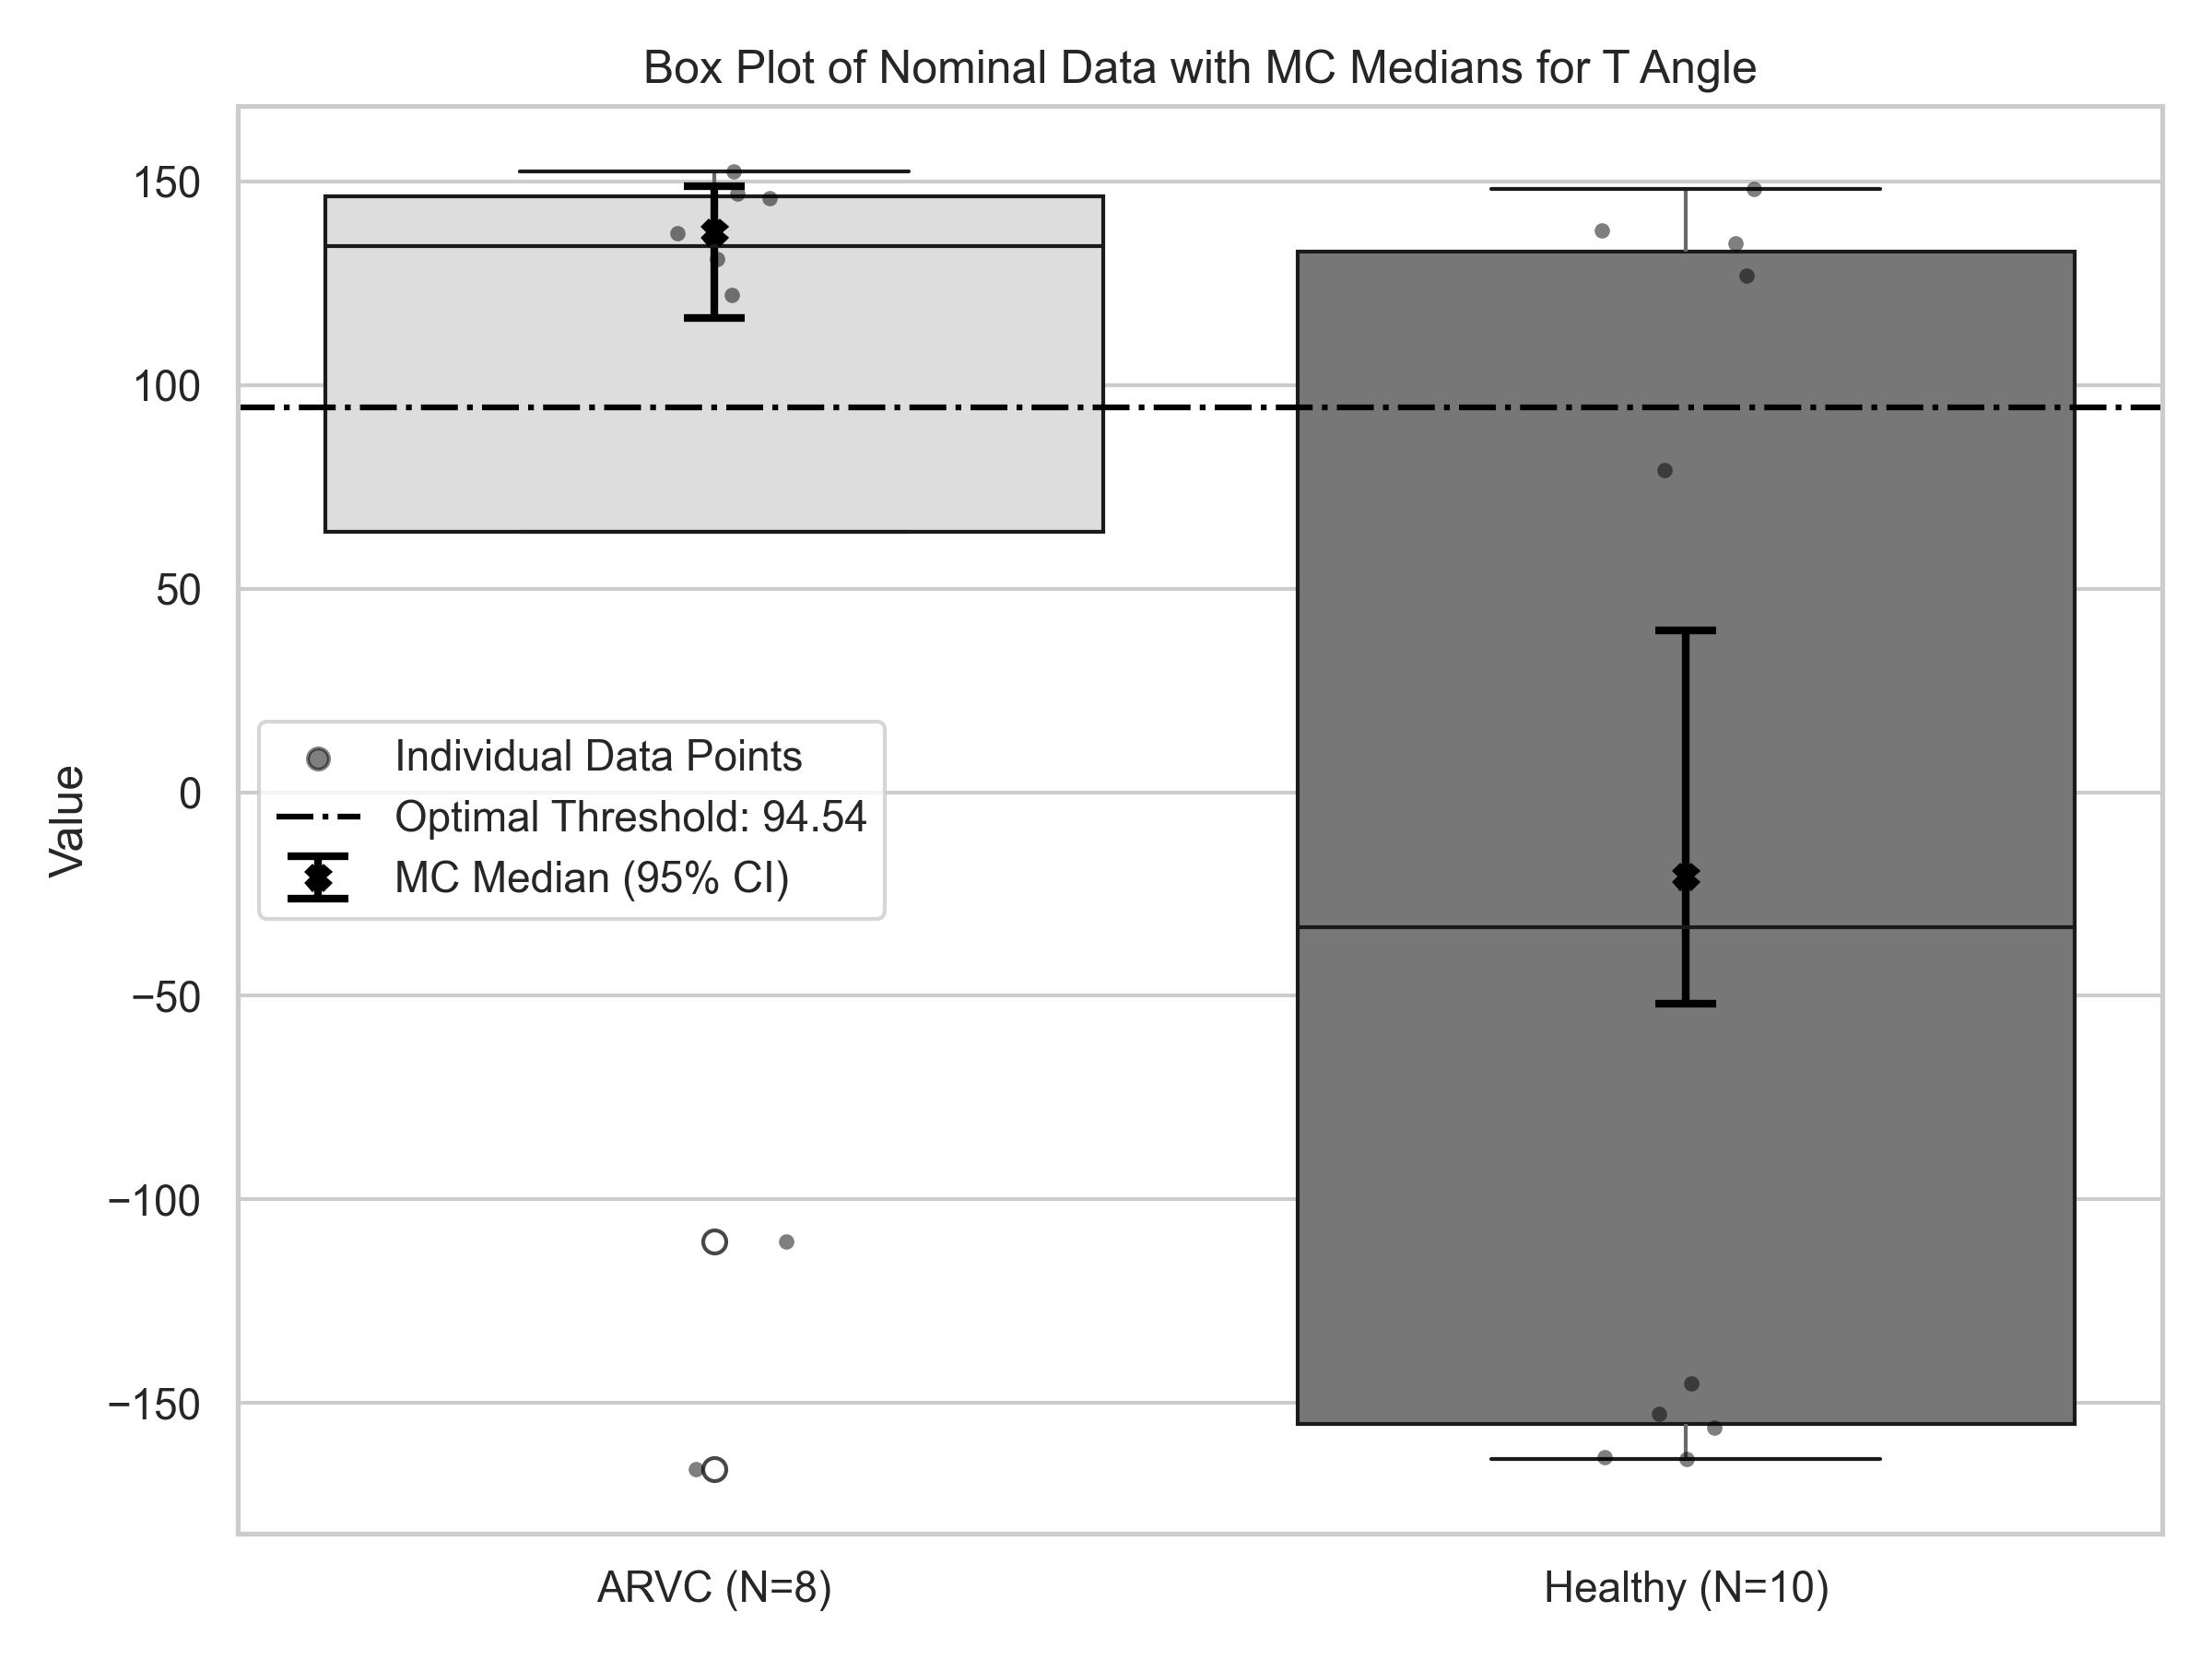 Box Plot of Nominal Data with MC Medians for T Angle
Value
150
100
50
0
−50
−100
−150
Individual Data Points
Optimal Threshold: 94.54
MC Median (95% CI)
ARVC (N=8)
Healthy (N=10)